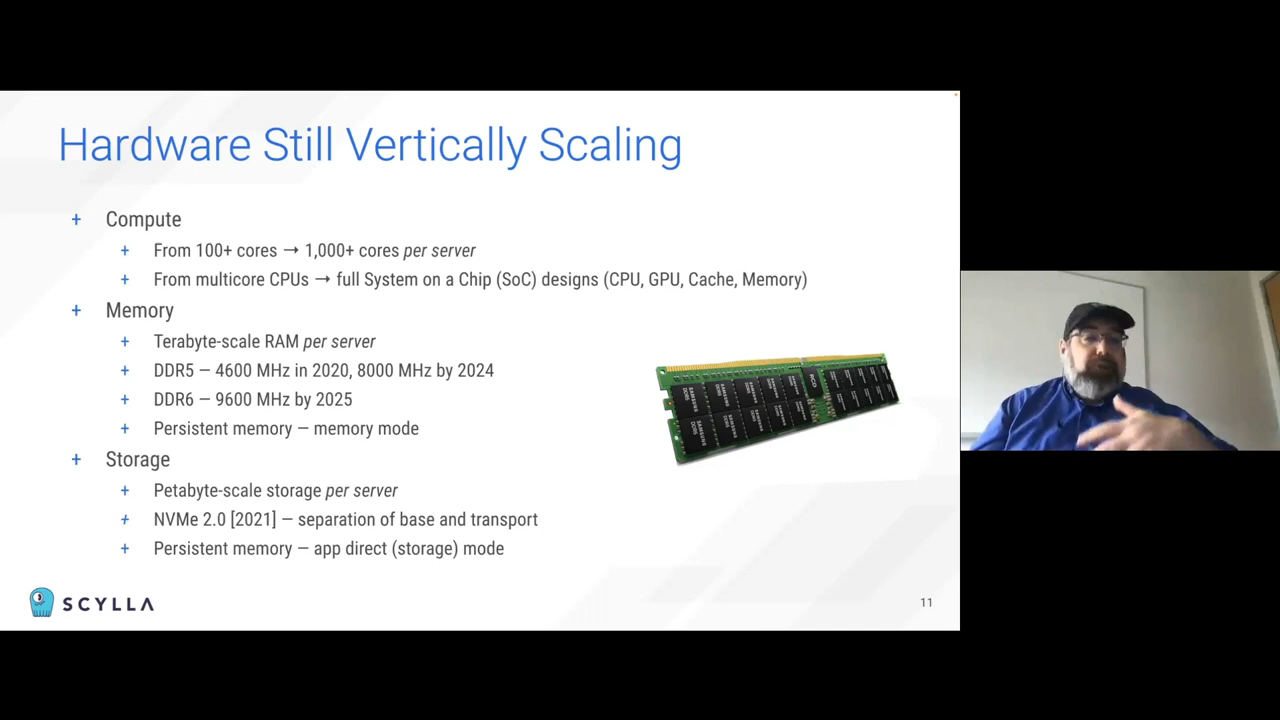 Hardware Still Vertically Scaling
+ Compute
+ From 100+ cores → 1,000+ cores per server
+ From multicore CPUs → full System on a Chip (SoC) designs (CPU, GPU, Cache, Memory)
+ Memory
+ Terabyte-scale RAM per server
+ DDR5 — 4600 MHz in 2020, 8000 MHz by 2024
+ DDR6 — 9600 MHz by 2025
+ Persistent memory — memory mode
+ Storage
+ Petabyte-scale storage per server
+ NVMe 2.0 [2021] — separation of base and transport
+ Persistent memory — app direct (storage) mode
SAMSUNG
DDR5
SCYLLA
11